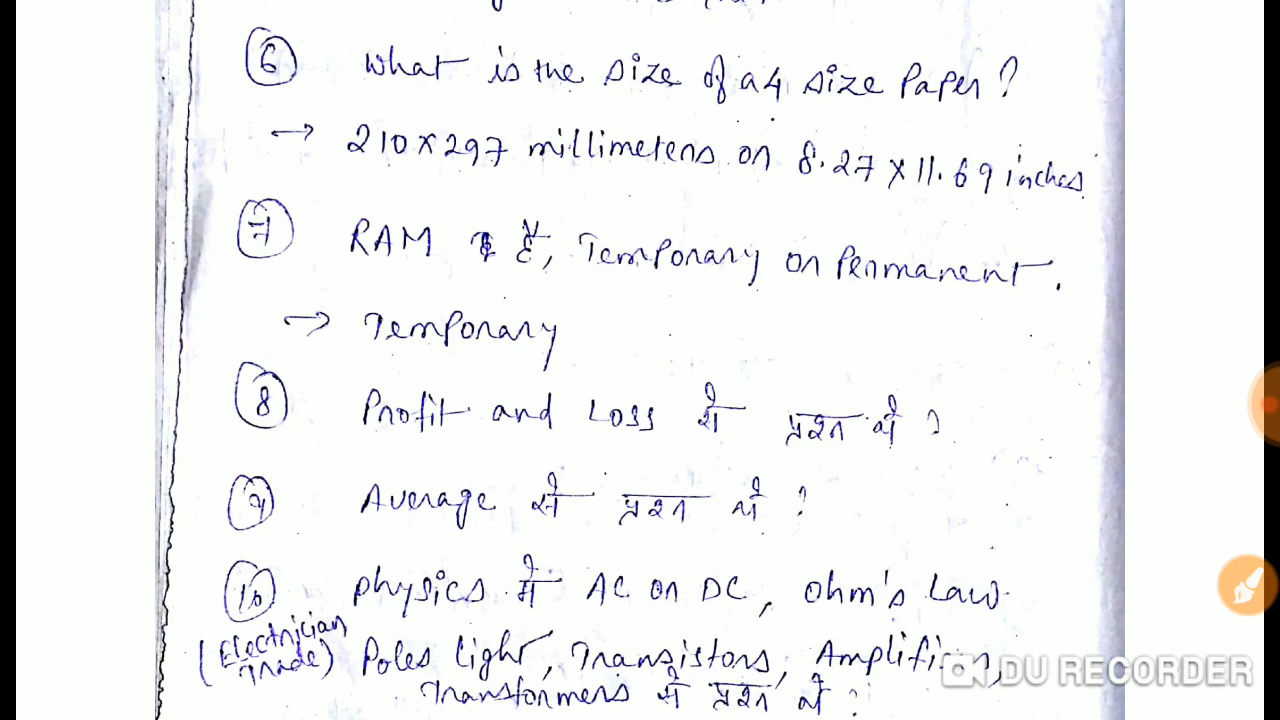 ⑥ What is the size of a4 size Paper?
→ 210×297 millimeters or 8.27×11.69 inches
⑦ RAM है, Temporary or Permanent.
→ Temporary
⑧ Profit and Loss से प्रश्न थे?
⑨ Average से प्रश्न थे?
⑩ Physics में AC or DC, Ohm's Law.
(Electrician Trade) Poles light, Transistors, Amplifiers,
Transformers से प्रश्न थे?
DU RECORDER